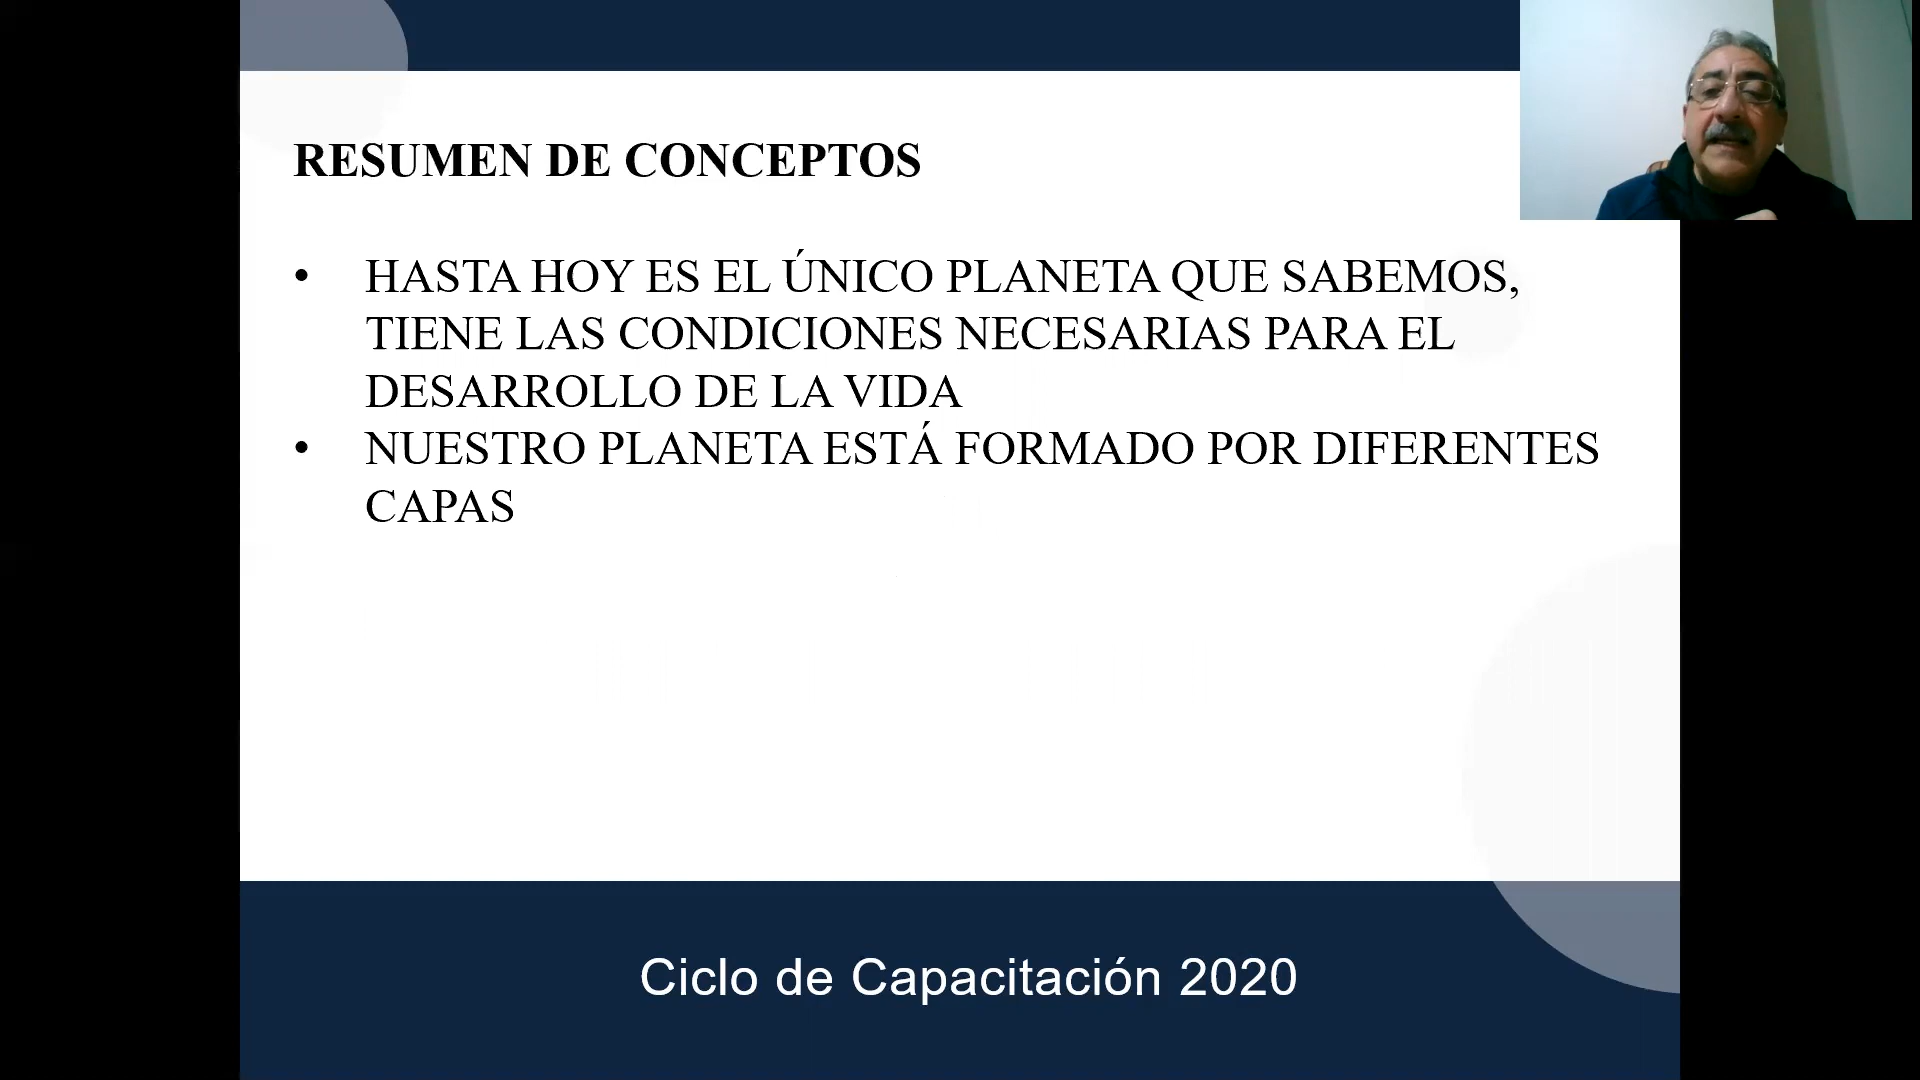 RESUMEN DE CONCEPTOS
• HASTA HOY ES EL ÚNICO PLANETA QUE SABEMOS,
TIENE LAS CONDICIONES NECESARIAS PARA EL
DESARROLLO DE LA VIDA
• NUESTRO PLANETA ESTÁ FORMADO POR DIFERENTES
CAPAS
Ciclo de Capacitación 2020